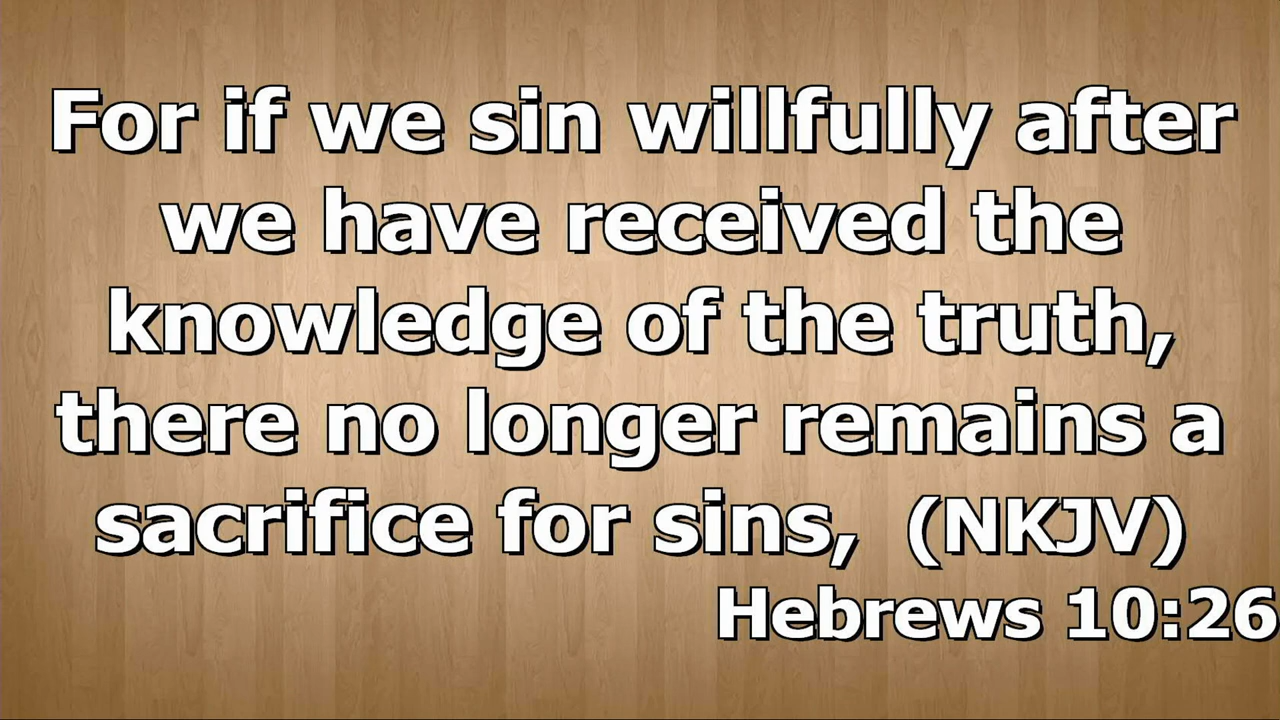 For if we sin willfully after
we have received the
knowledge of the truth,
there no longer remains a
sacrifice for sins,  (NKJV)
Hebrews 10:26